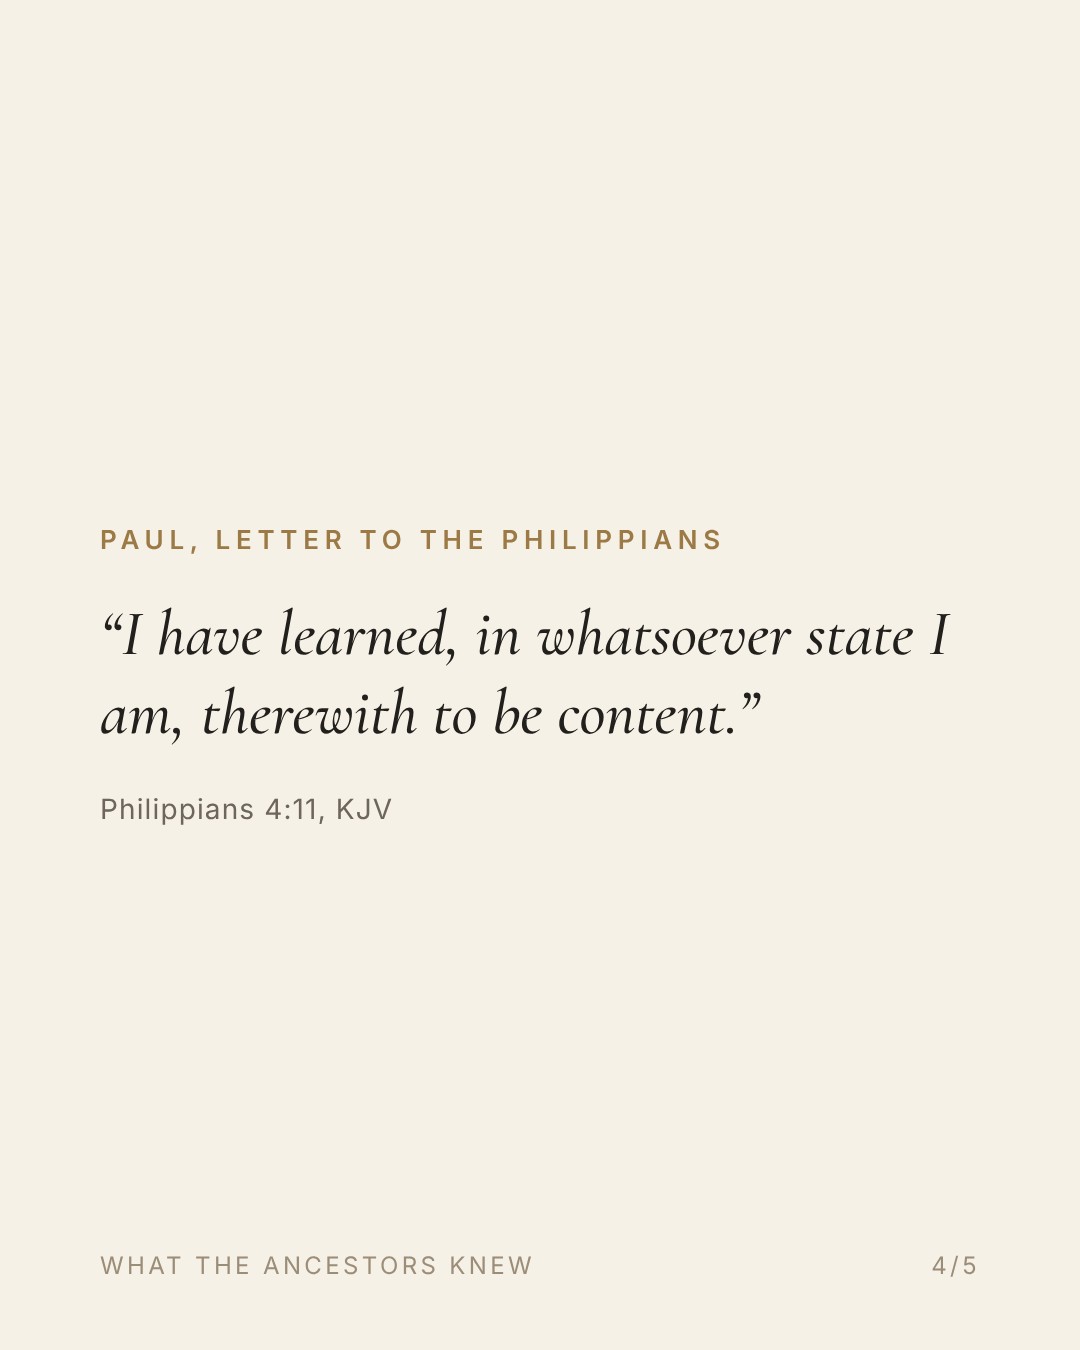 PAUL, LETTER TO THE PHILIPPIANS
“I have learned, in whatsoever state I
am, therewith to be content.”
Philippians 4:11, KJV
WHAT THE ANCESTORS KNEW
4/5